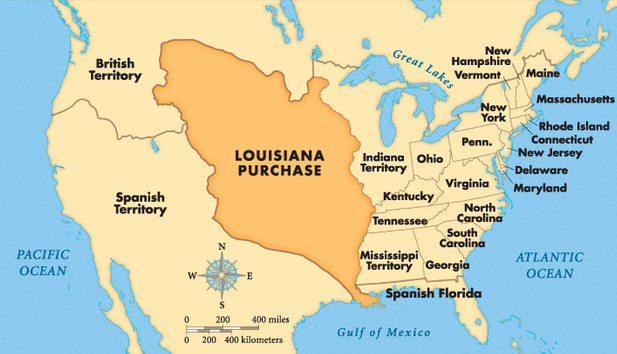 British
Territory
Great Lakes
New
Hampshire
Vermont
Maine
Massachusetts
New
York
Rhode Island
Connecticut
New Jersey
Penn.
LOUISIANA
PURCHASE
Indiana
Territory
Ohio
Delaware
Maryland
Virginia
Kentucky
Spanish
Territory
North
Carolina
Tennessee
South
Carolina
PACIFIC
OCEAN
N
W
E
S
Mississippi
Territory
Georgia
ATLANTIC
OCEAN
Spanish Florida
0 200 400 miles
0 200 400 kilometers
Gulf of Mexico